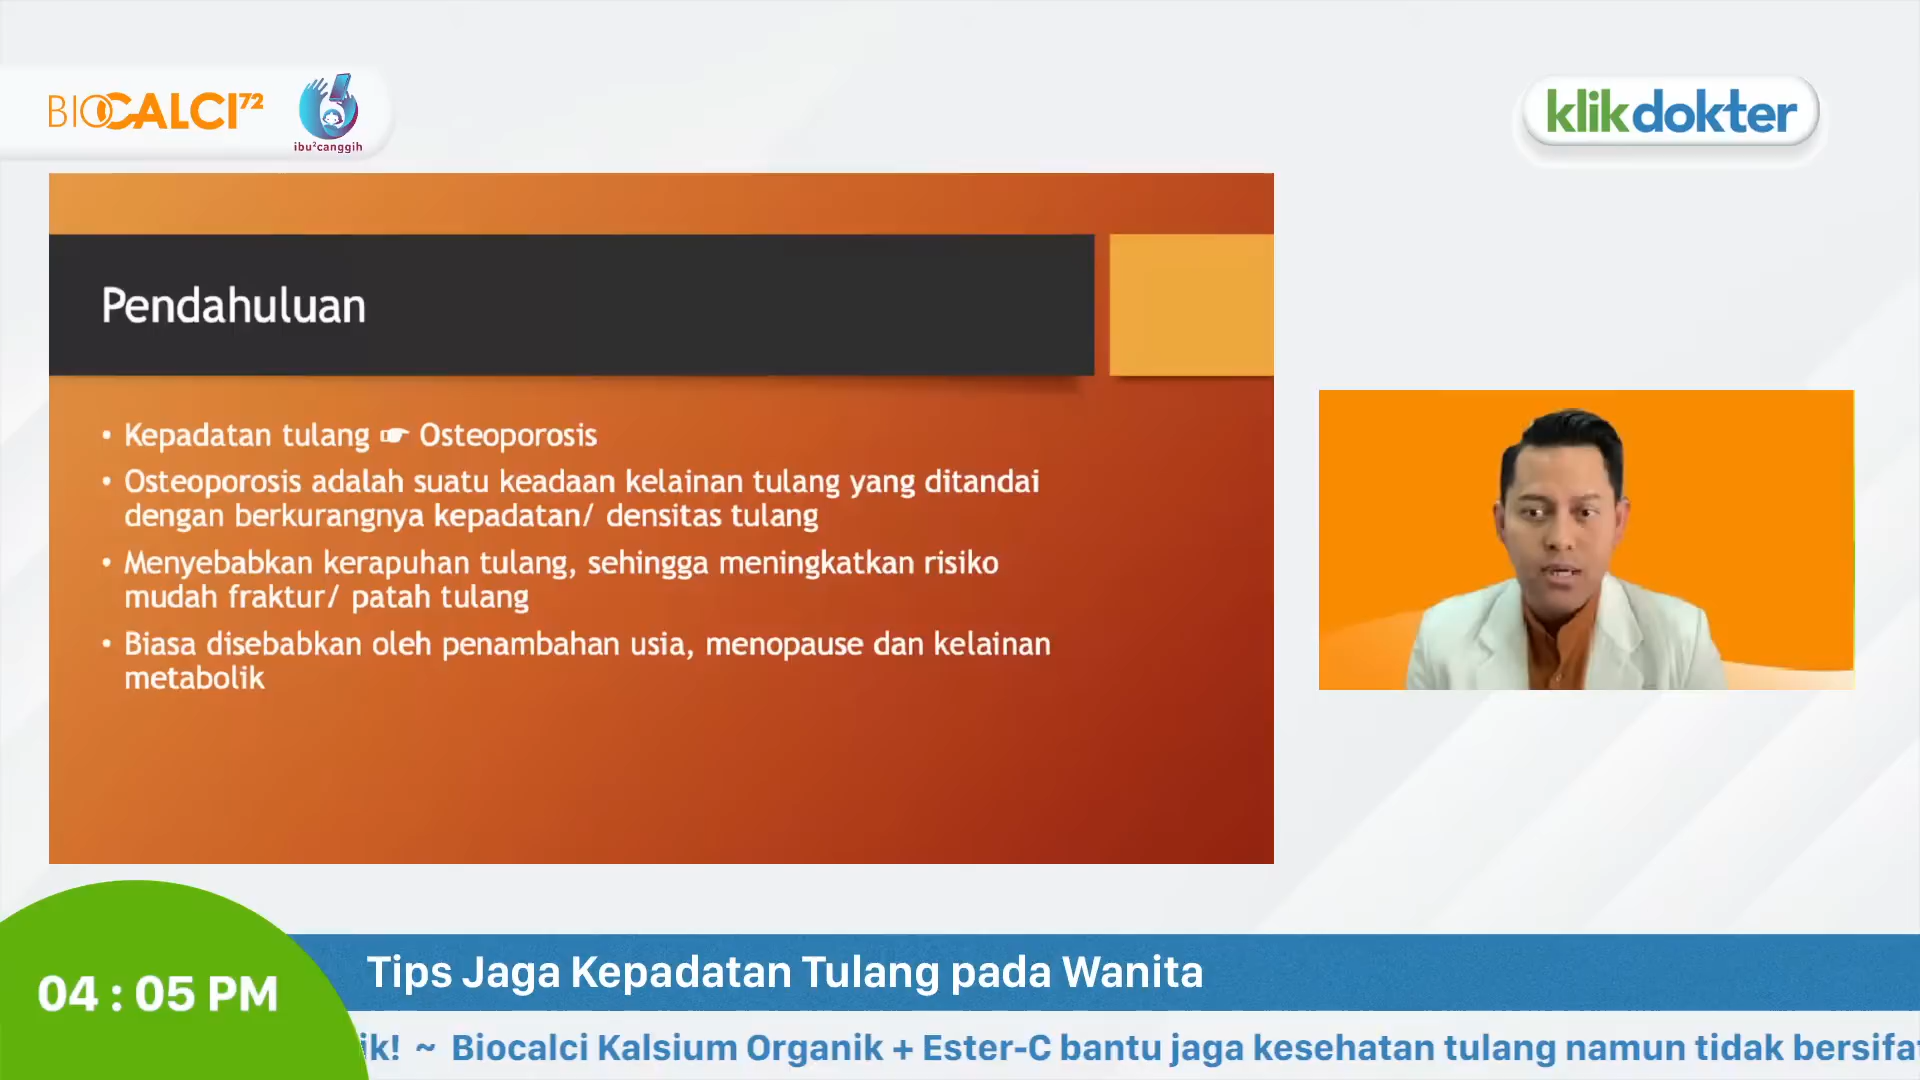 BIOCALCI72
ibu2canggih
klikdokter
Pendahuluan
• Kepadatan tulang ☛ Osteoporosis
• Osteoporosis adalah suatu keadaan kelainan tulang yang ditandai
dengan berkurangnya kepadatan/ densitas tulang
• Menyebabkan kerapuhan tulang, sehingga meningkatkan risiko
mudah fraktur/ patah tulang
• Biasa disebabkan oleh penambahan usia, menopause dan kelainan
metabolik
Tips Jaga Kepadatan Tulang pada Wanita
04 : 05 PM
ik! ~ Biocalci Kalsium Organik + Ester-C bantu jaga kesehatan tulang namun tidak